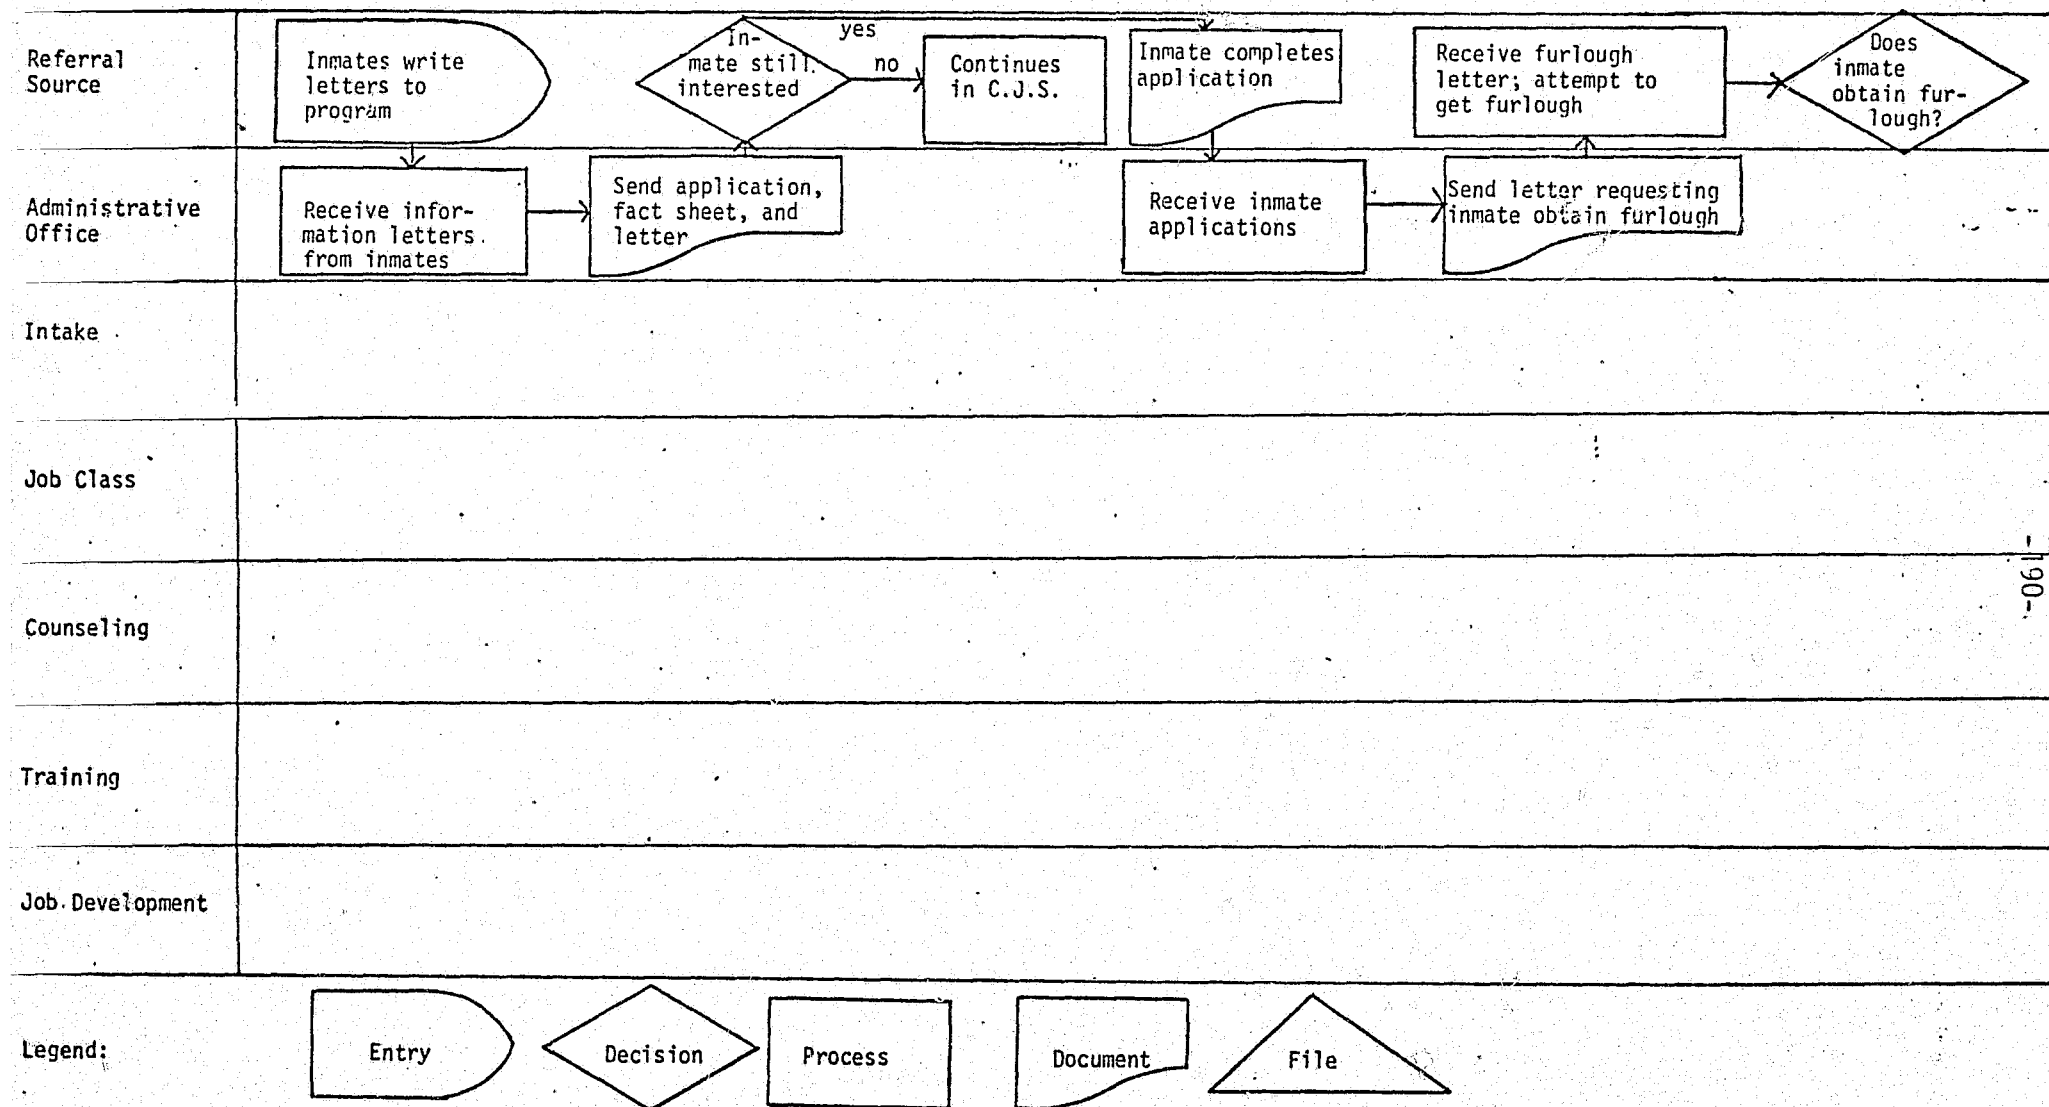 Referral
Source
Inmates write
letters to
program
In-
mate still
interested
yes
no
Continues
in C.J.S.
Inmate completes
application
Receive furlough
letter; attempt to
get furlough
Does
inmate
obtain fur-
lough?
Administrative
Office
Receive infor-
mation letters
from inmates
Send application,
fact sheet, and
letter
Receive inmate
applications
Send letter requesting
inmate obtain furlough
Intake
Job Class
Counseling
-190-
Training
Job Development
Legend:
Entry
Decision
Process
Document
File